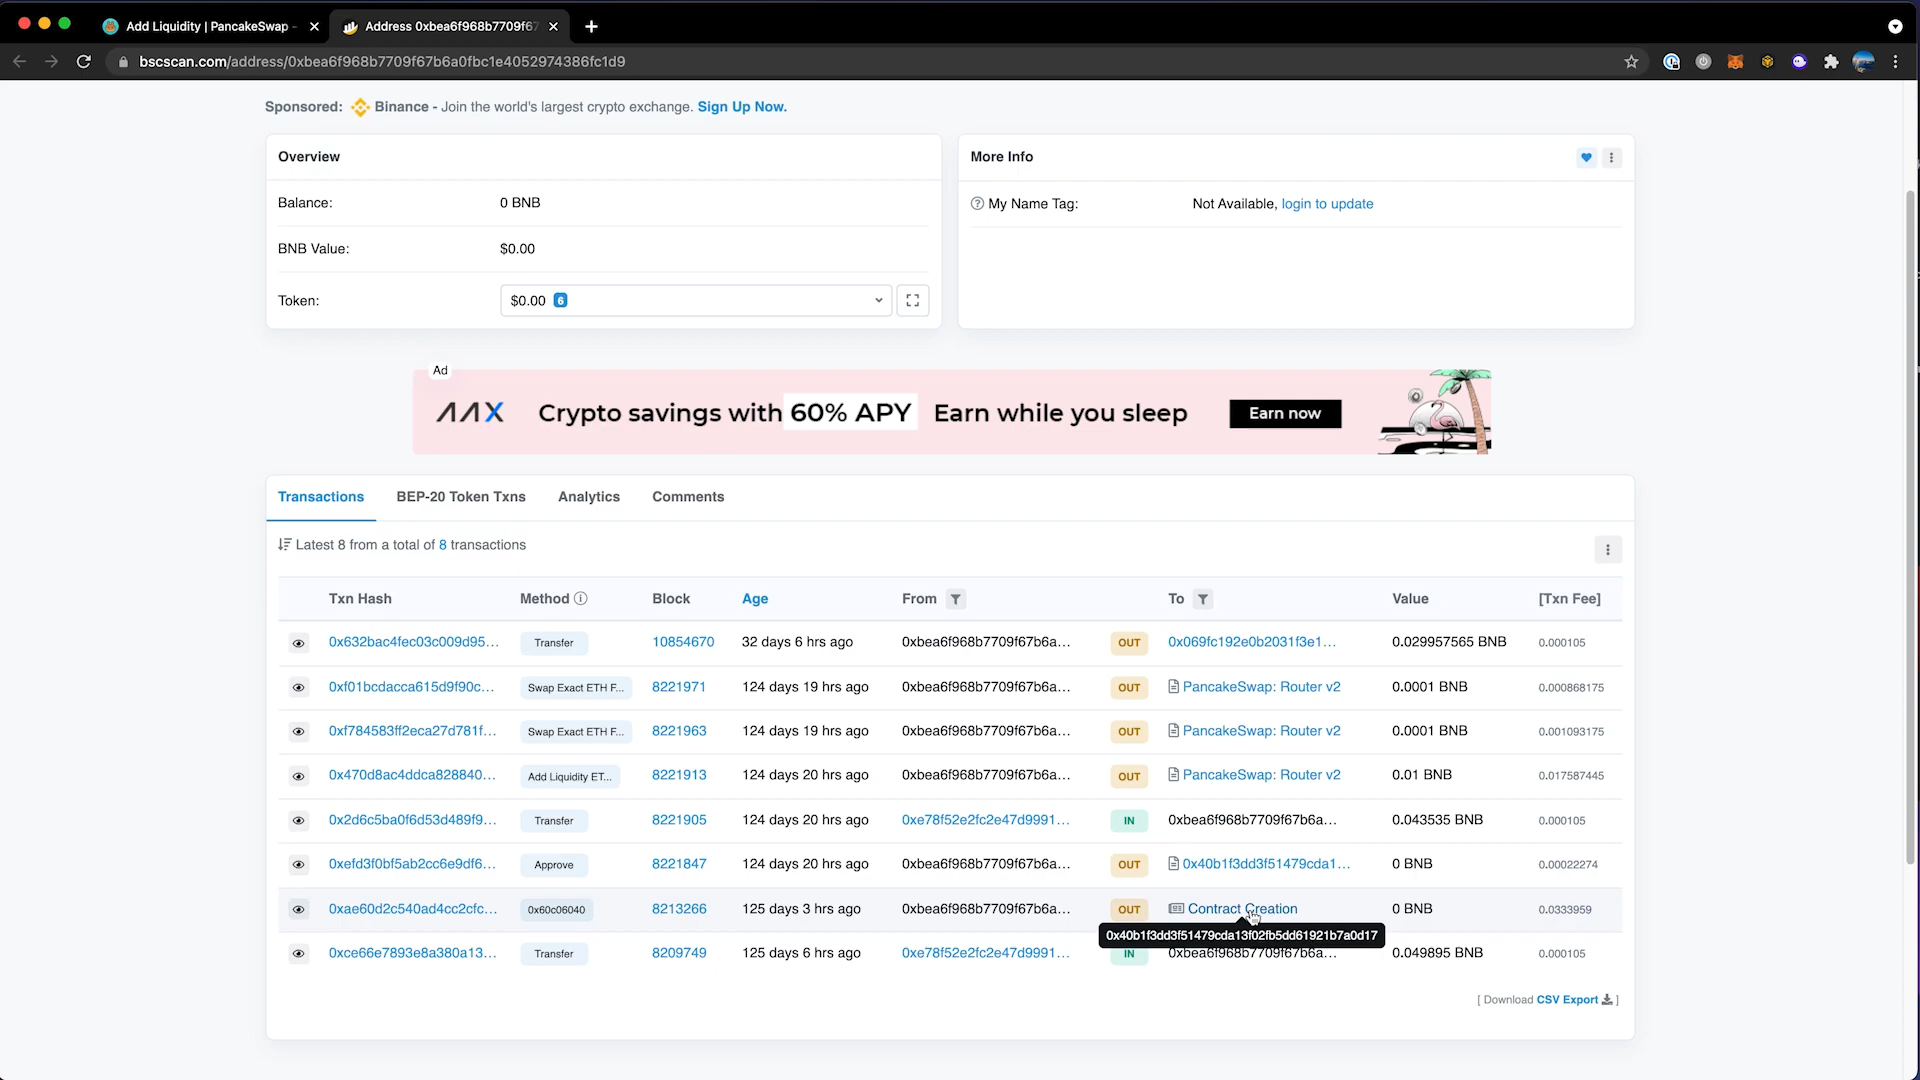 Add Liquidity | PancakeSwap -
Address 0xbea6f968b7709f67
bscscan.com/address/0xbea6f968b7709f67b6a0fbc1e4052974386fc1d9
Sponsored: Binance - Join the world's largest crypto exchange. Sign Up Now.
Overview
Balance: 0 BNB
BNB Value: $0.00
Token: $0.00 6
More Info
My Name Tag: Not Available, login to update
Ad
AAX Crypto savings with 60% APY Earn while you sleep Earn now
Transactions BEP-20 Token Txns Analytics Comments
Latest 8 from a total of 8 transactions
Txn Hash Method Block Age From To Value [Txn Fee]
0x632bac4fec03c009d95... Transfer 10854670 32 days 6 hrs ago 0xbea6f968b7709f67b6a... OUT 0x069fc192e0b2031f3e1... 0.029957565 BNB 0.000105
0xf01bcdacca615d9f90c... Swap Exact ETH F... 8221971 124 days 19 hrs ago 0xbea6f968b7709f67b6a... OUT PancakeSwap: Router v2 0.0001 BNB 0.000868175
0xf784583ff2eca27d781f... Swap Exact ETH F... 8221963 124 days 19 hrs ago 0xbea6f968b7709f67b6a... OUT PancakeSwap: Router v2 0.0001 BNB 0.001093175
0x470d8ac4ddca828840... Add Liquidity ET... 8221913 124 days 20 hrs ago 0xbea6f968b7709f67b6a... OUT PancakeSwap: Router v2 0.01 BNB 0.017587445
0x2d6c5ba0f6d53d489f9... Transfer 8221905 124 days 20 hrs ago 0xe78f52e2fc2e47d9991... IN 0xbea6f968b7709f67b6a... 0.043535 BNB 0.000105
0xefd3f0bf5ab2cc6e9df6... Approve 8221847 124 days 20 hrs ago 0xbea6f968b7709f67b6a... OUT 0x40b1f3dd3f51479cda1... 0 BNB 0.00022274
0xae60d2c540ad4cc2cfc... 0x60c06040 8213266 125 days 3 hrs ago 0xbea6f968b7709f67b6a... OUT Contract Creation 0 BNB 0.0333959
0x40b1f3dd3f51479cda13f02fb5dd61921b7a0d17
0xce66e7893e8a380a13... Transfer 8209749 125 days 6 hrs ago 0xe78f52e2fc2e47d9991... IN 0xbea6f968b7709f67b6a... 0.049895 BNB 0.000105
[ Download CSV Export ]